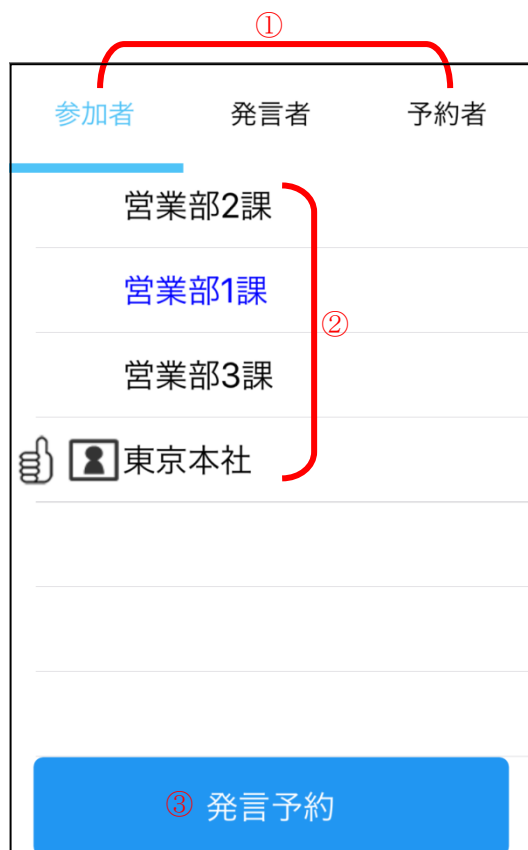 ①
参加者 発言者 予約者
営業部2課
営業部1課
②
営業部3課
東京本社
③ 発言予約